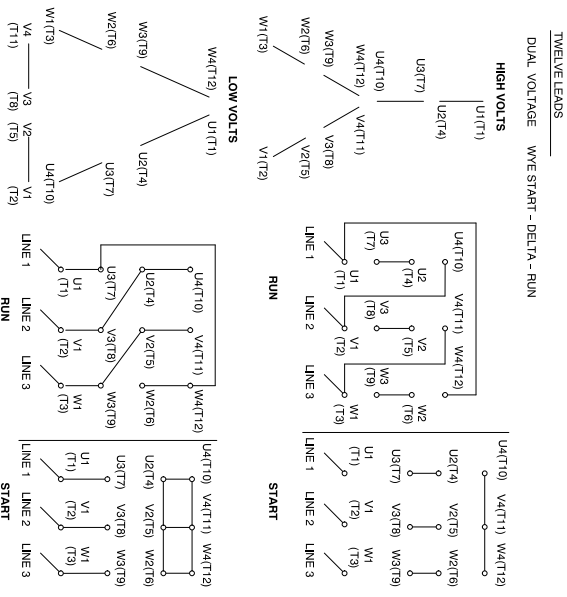 TWELVE LEADS
DUAL VOLTAGE WYE START - DELTA - RUN
HIGH VOLTS
U1(T1)
U2(T4)
U3(T7)
U4(T10)
W4(T12)
W3(T9)
W2(T6)
W1(T3)
V4(T11)
V3(T8)
V2(T5)
V1(T2)
RUN
U4(T10)
V4(T11)
W4(T12)
U2
(T4)
V2
(T5)
W2
(T6)
U3
(T7)
V3
(T8)
W3
(T9)
U1
(T1)
V1
(T2)
W1
(T3)
LINE 1
LINE 2
LINE 3
START
U4(T10)
V4(T11)
W4(T12)
U2(T4)
V2(T5)
W2(T6)
U3(T7)
V3(T8)
W3(T9)
U1
(T1)
V1
(T2)
W1
(T3)
LINE 1
LINE 2
LINE 3
LOW VOLTS
W4(T12)
U1(T1)
W3(T9)
U2(T4)
W2(T6)
U3(T7)
W1(T3)
U4(T10)
V4
(T11)
V3
(T8)
V2
(T5)
V1
(T2)
RUN
U4(T10)
V4(T11)
W4(T12)
U2(T4)
V2(T5)
W2(T6)
U3(T7)
V3(T8)
W3(T9)
U1
(T1)
V1
(T2)
W1
(T3)
LINE 1
LINE 2
LINE 3
START
U4(T10)
V4(T11)
W4(T12)
U2(T4)
V2(T5)
W2(T6)
U3(T7)
V3(T8)
W3(T9)
U1
(T1)
V1
(T2)
W1
(T3)
LINE 1
LINE 2
LINE 3